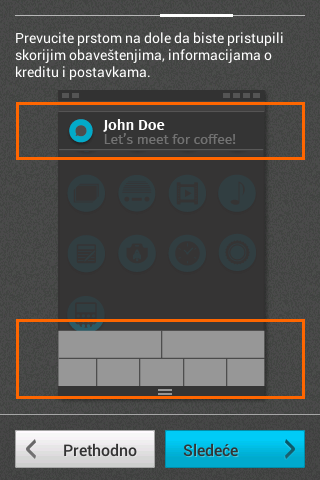 Prevucite prstom na dole da biste pristupili
skorijim obaveštenjima, informacijama o
kreditu i postavkama.
John Doe
Let's meet for coffee!
Prethodno
Sledeće